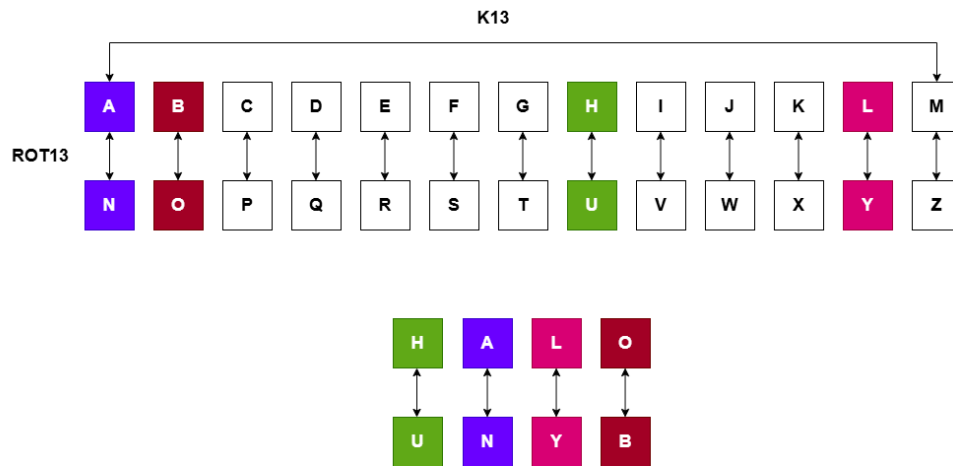 K13
A B C D E F G H I J K L M
ROT13
N O P Q R S T U V W X Y Z
H A L O
U N Y B